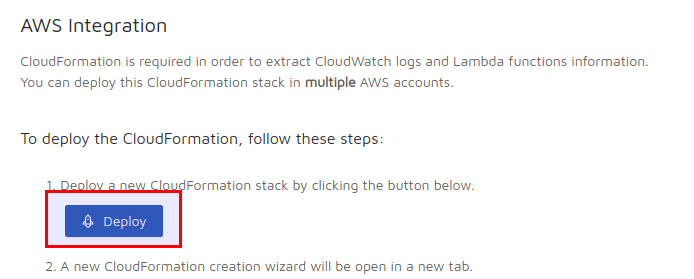 AWS Integration
CloudFormation is required in order to extract CloudWatch logs and Lambda functions information.
You can deploy this CloudFormation stack in multiple AWS accounts.
To deploy the CloudFormation, follow these steps:
1. Deploy a new CloudFormation stack by clicking the button below.
Deploy
2. A new CloudFormation creation wizard will be open in a new tab.